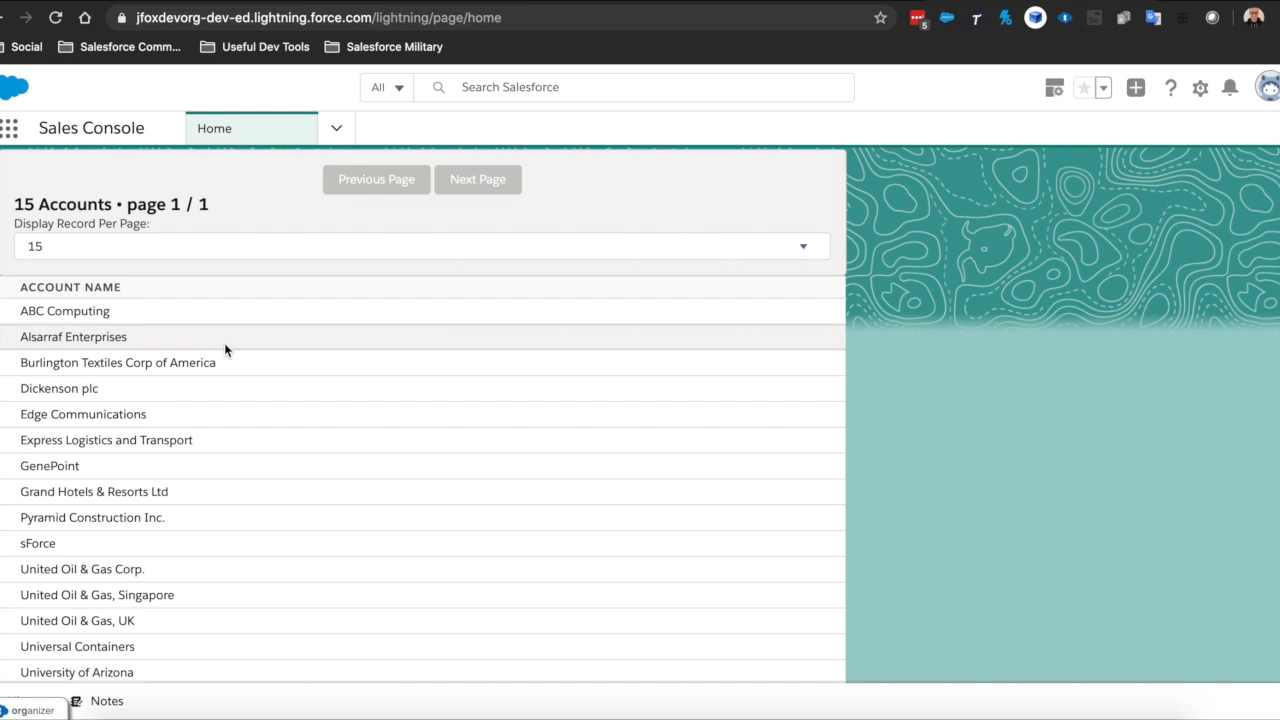 jfoxdevorg-dev-ed.lightning.force.com/lightning/page/home
5
Social
Salesforce Comm...
Useful Dev Tools
Salesforce Military
All
Search Salesforce
Sales Console
Home
Previous Page
Next Page
15 Accounts • page 1 / 1
Display Record Per Page:
15
ACCOUNT NAME
ABC Computing
Alsarraf Enterprises
Burlington Textiles Corp of America
Dickenson plc
Edge Communications
Express Logistics and Transport
GenePoint
Grand Hotels & Resorts Ltd
Pyramid Construction Inc.
sForce
United Oil & Gas Corp.
United Oil & Gas, Singapore
United Oil & Gas, UK
Universal Containers
University of Arizona
Notes
organizer